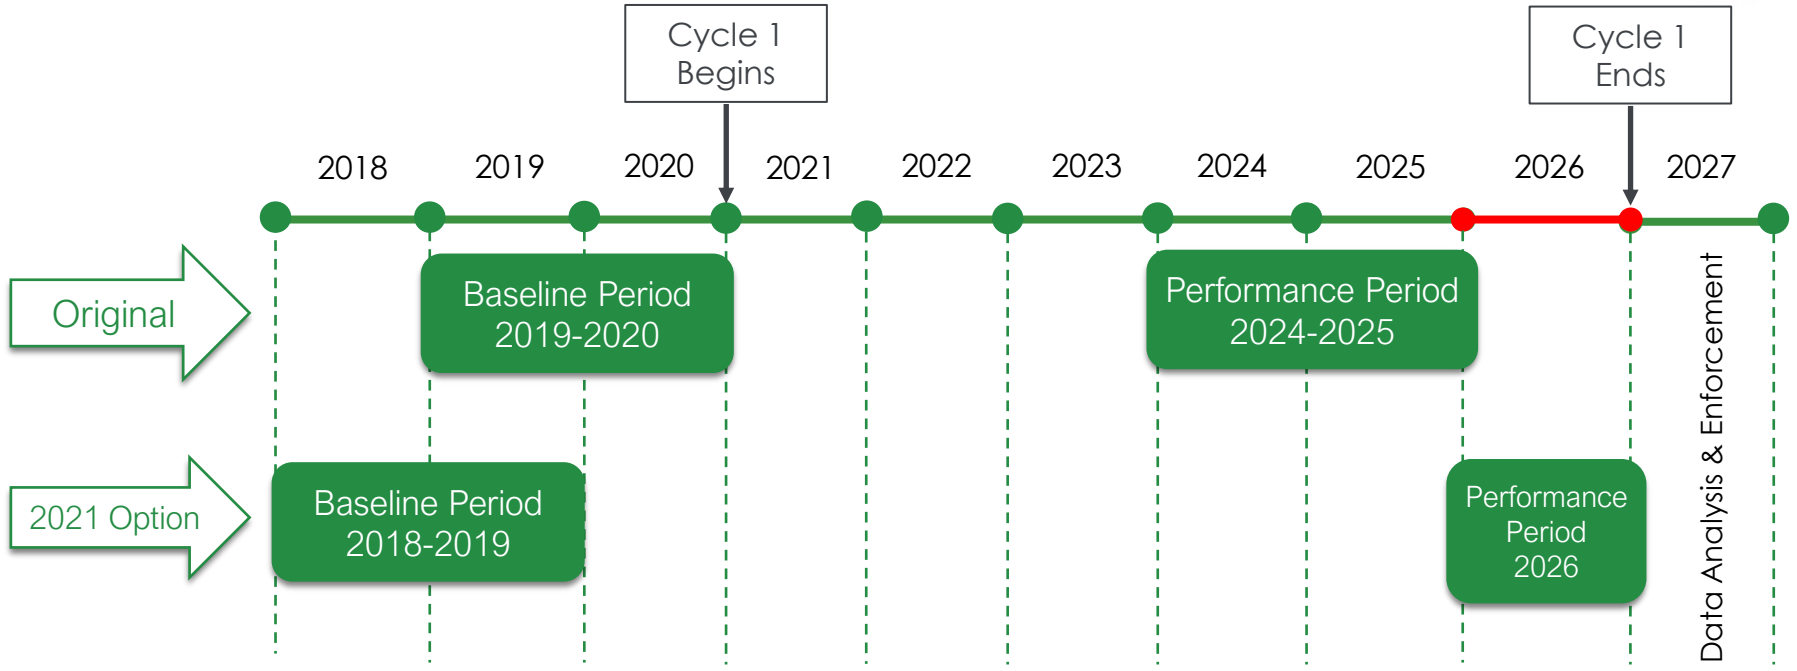 Cycle 1
Begins
Cycle 1
Ends
2018
2019
2020
2021
2022
2023
2024
2025
2026
2027
Original
Baseline Period
2019-2020
Performance Period
2024-2025
2021 Option
Baseline Period
2018-2019
Performance
Period
2026
Data Analysis & Enforcement